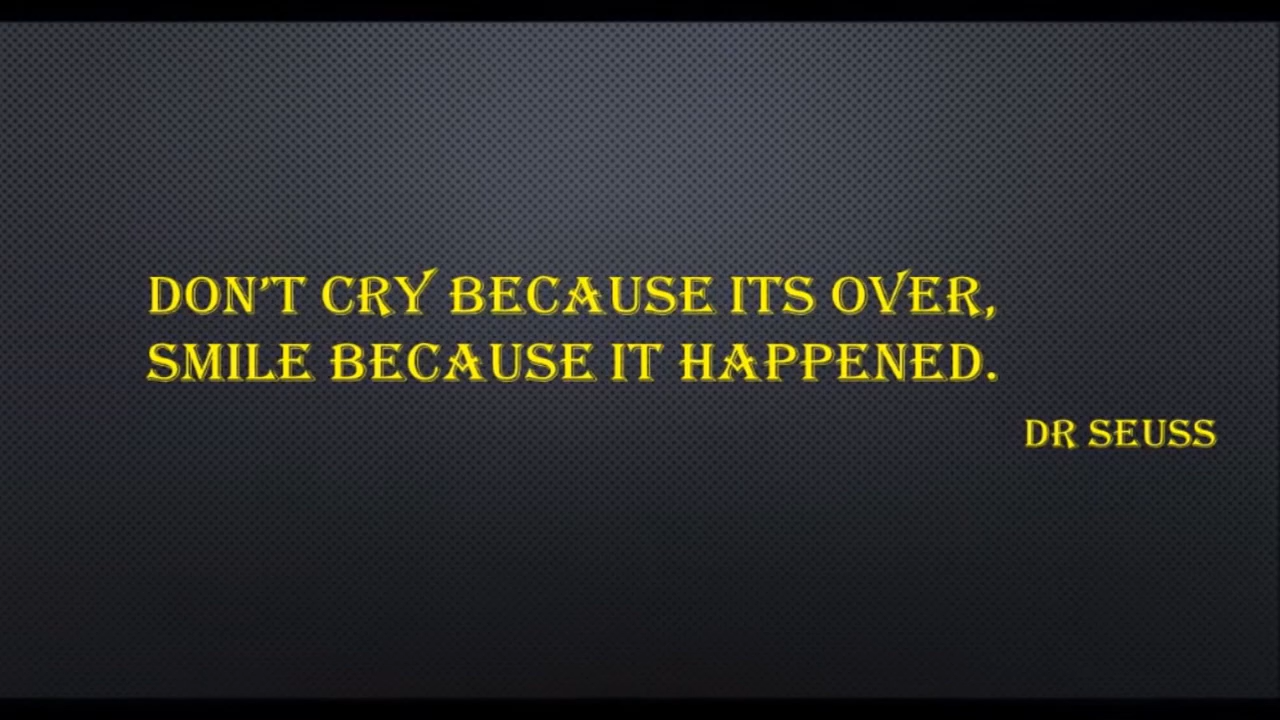 DON'T CRY BECAUSE ITS OVER,
SMILE BECAUSE IT HAPPENED.
DR SEUSS